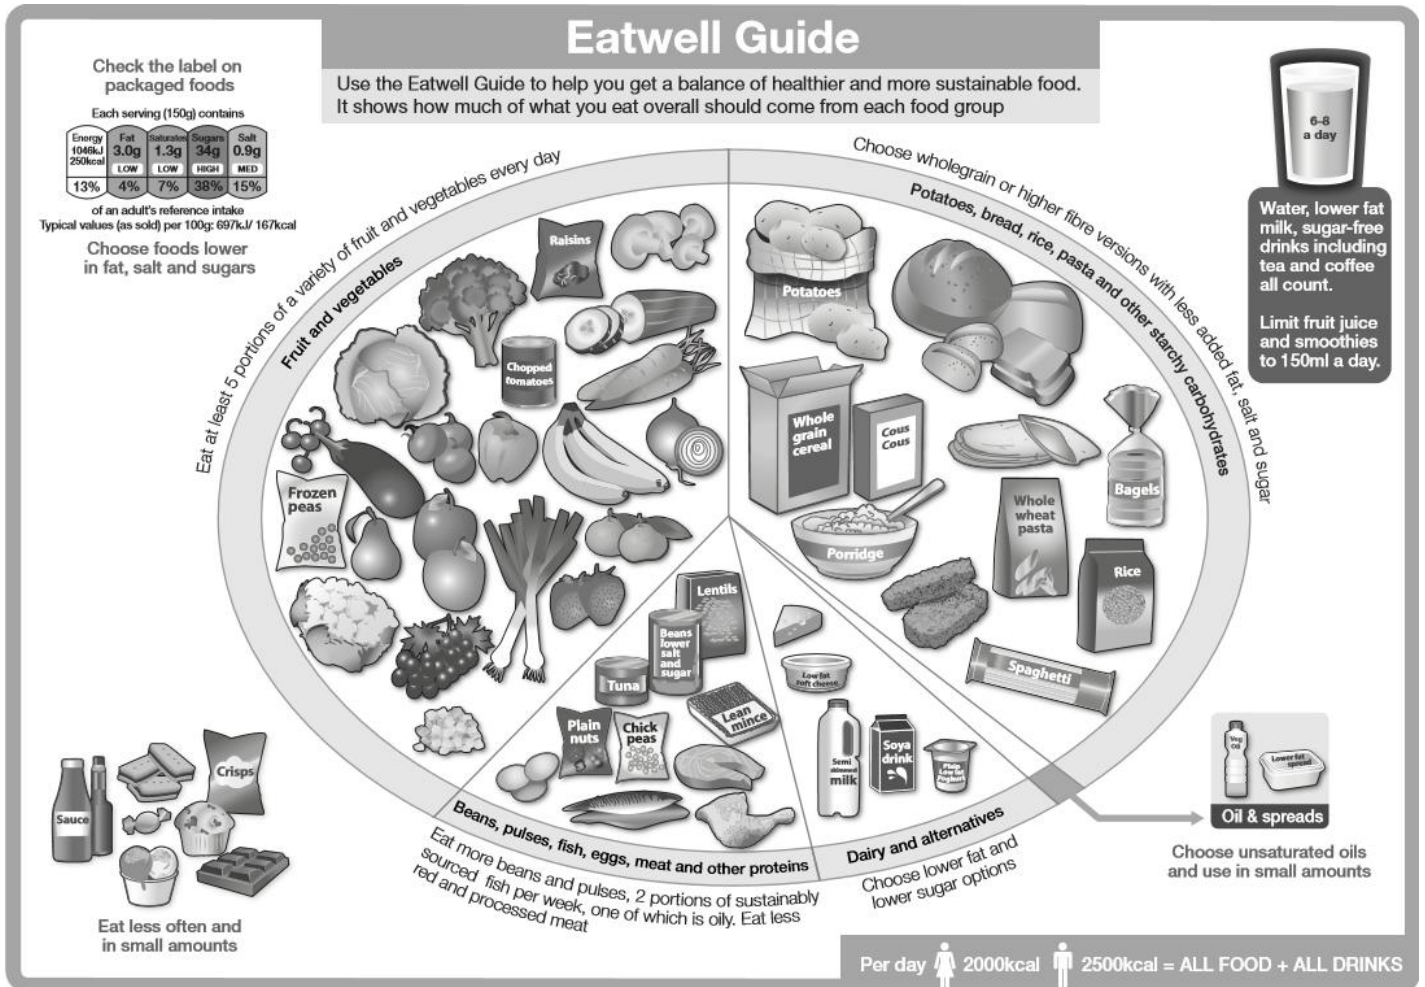 Eatwell Guide
Use the Eatwell Guide to help you get a balance of healthier and more sustainable food.
It shows how much of what you eat overall should come from each food group
Check the label on
packaged foods
Each serving (150g) contains
Energy
1046kJ
250kcal
13%
Fat
3.0g
LOW
4%
Saturates
1.3g
LOW
7%
Sugars
34g
HIGH
38%
Salt
0.9g
MED
15%
of an adult's reference intake
Typical values (as sold) per 100g: 697kJ/ 167kcal
Choose foods lower
in fat, salt and sugars
6-8
a day
Water, lower fat
milk, sugar-free
drinks including
tea and coffee
all count.
Limit fruit juice
and smoothies
to 150ml a day.
Eat at least 5 portions of a variety of fruit and vegetables every day
Fruit and vegetables
Raisins
Chopped
tomatoes
Frozen
peas
Choose wholegrain or higher fibre versions with less added fat, salt and sugar
Potatoes, bread, rice, pasta and other starchy carbohydrates
Potatoes
Whole
grain
cereal
Cous
Cous
Bagels
Whole
wheat
pasta
Porridge
Rice
Spaghetti
Lentils
Beans
lower
salt
and
sugar
Tuna
Plain
nuts
Chick
peas
Lean
mince
Beans, pulses, fish, eggs, meat and other proteins
Eat more beans and pulses, 2 portions of sustainably
sourced fish per week, one of which is oily. Eat less
red and processed meat
Low fat
soft cheese
Semi
skimmed
milk
Soya
drink
Plain
Low fat
yoghurt
Dairy and alternatives
Choose lower fat and
lower sugar options
Veg
Oil
Lower fat
spread
Oil & spreads
Choose unsaturated oils
and use in small amounts
Crisps
Sauce
Eat less often and
in small amounts
Per day 2000kcal 2500kcal = ALL FOOD + ALL DRINKS